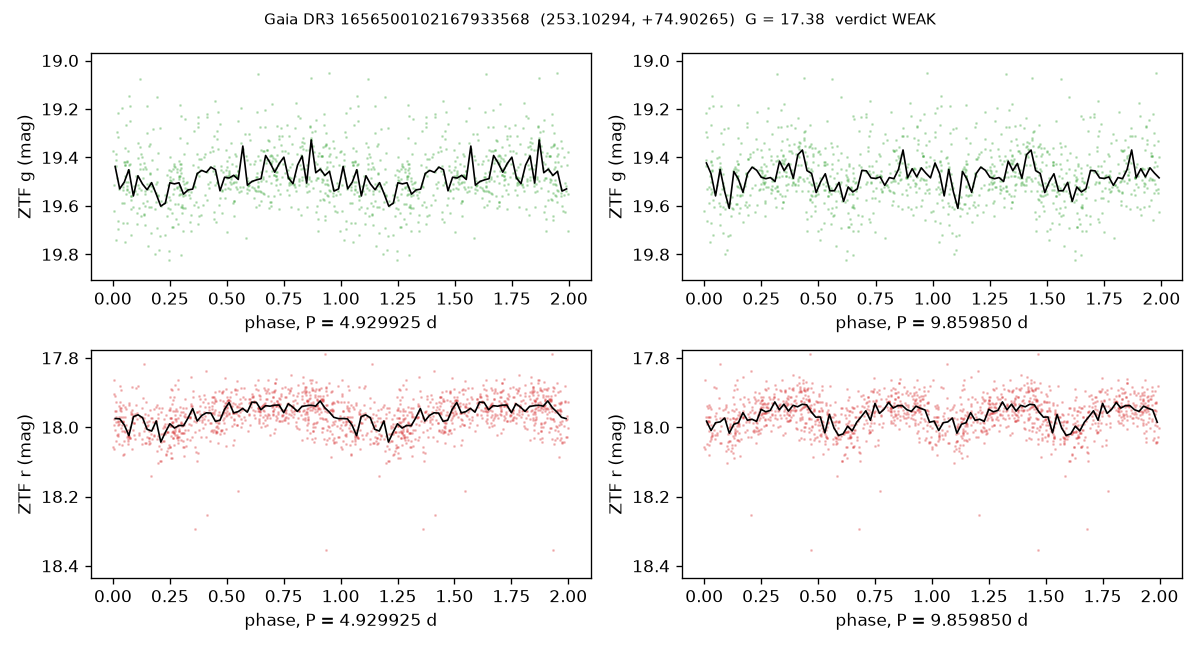 Gaia DR3 1656500102167933568  (253.10294, +74.90265)  G = 17.38  verdict WEAK
19.0
19.2
19.4
19.6
19.8
ZTF g (mag)
0.00 0.25 0.50 0.75 1.00 1.25 1.50 1.75 2.00
phase, P = 4.929925 d
19.0
19.2
19.4
19.6
19.8
ZTF g (mag)
0.00 0.25 0.50 0.75 1.00 1.25 1.50 1.75 2.00
phase, P = 9.859850 d
17.8
18.0
18.2
18.4
ZTF r (mag)
0.00 0.25 0.50 0.75 1.00 1.25 1.50 1.75 2.00
phase, P = 4.929925 d
17.8
18.0
18.2
18.4
ZTF r (mag)
0.00 0.25 0.50 0.75 1.00 1.25 1.50 1.75 2.00
phase, P = 9.859850 d